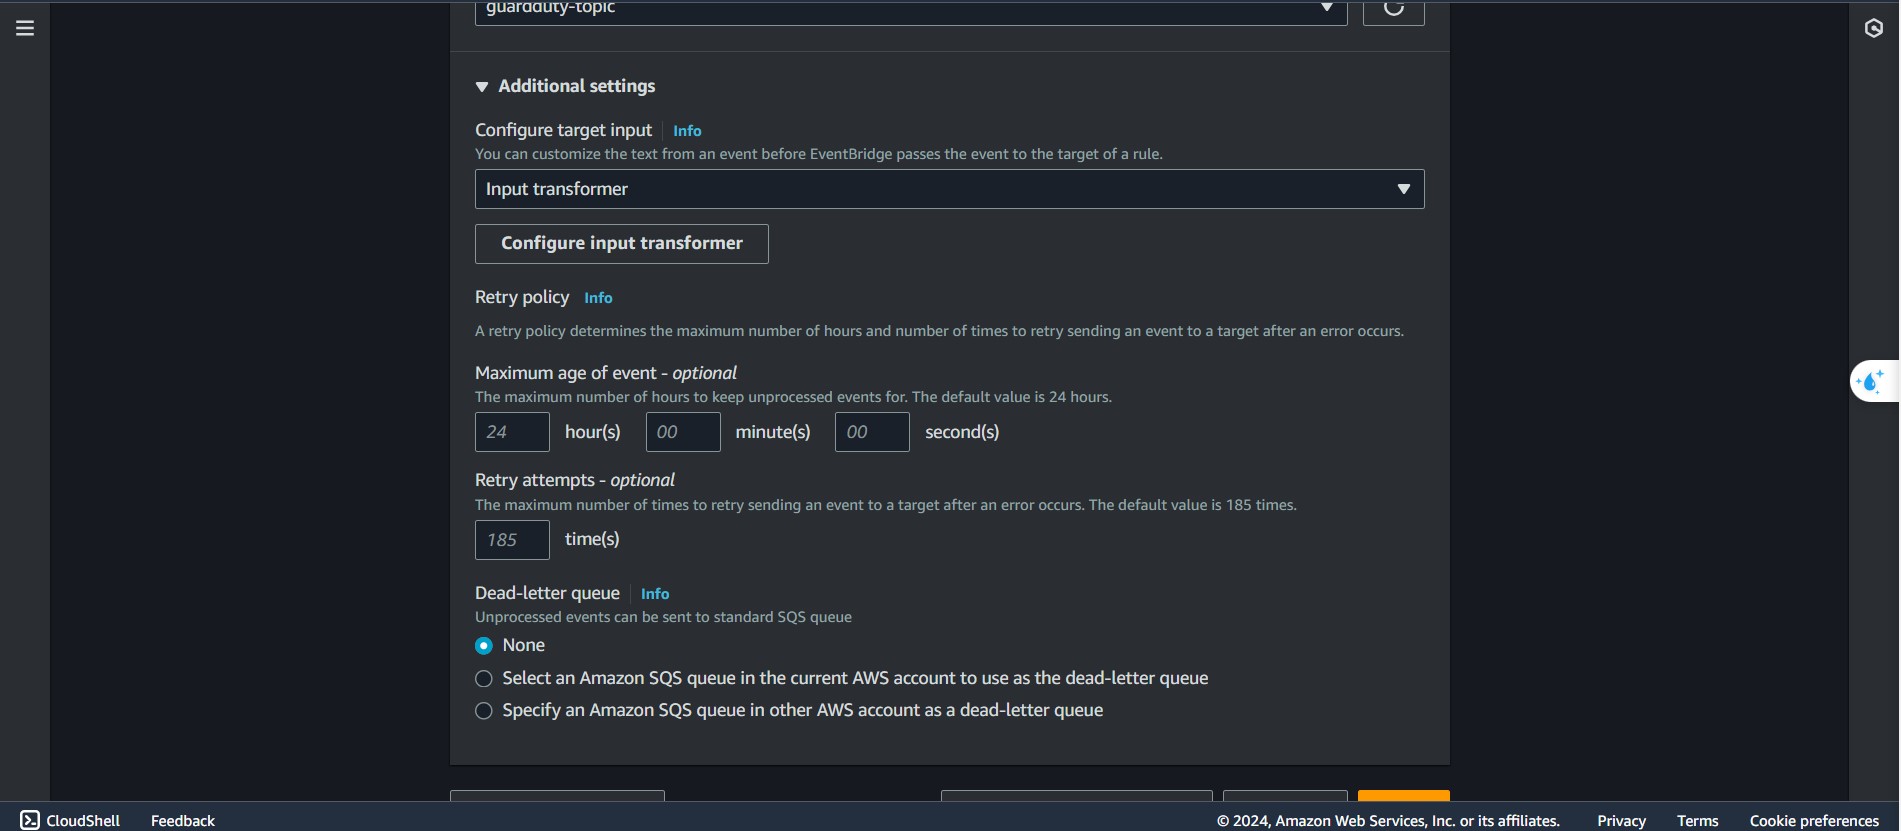 guardduty-topic
Additional settings
Configure target input Info
You can customize the text from an event before EventBridge passes the event to the target of a rule.
Input transformer
Configure input transformer
Retry policy Info
A retry policy determines the maximum number of hours and number of times to retry sending an event to a target after an error occurs.
Maximum age of event - optional
The maximum number of hours to keep unprocessed events for. The default value is 24 hours.
24 hour(s) 00 minute(s) 00 second(s)
Retry attempts - optional
The maximum number of times to retry sending an event to a target after an error occurs. The default value is 185 times.
185 time(s)
Dead-letter queue Info
Unprocessed events can be sent to standard SQS queue
None
Select an Amazon SQS queue in the current AWS account to use as the dead-letter queue
Specify an Amazon SQS queue in other AWS account as a dead-letter queue
CloudShell Feedback © 2024, Amazon Web Services, Inc. or its affiliates. Privacy Terms Cookie preferences